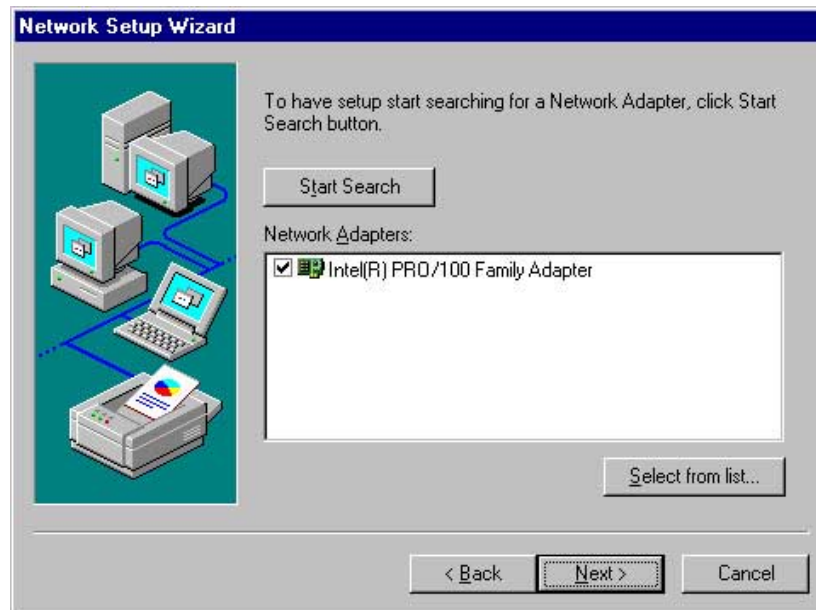 Network Setup Wizard
To have setup start searching for a Network Adapter, click Start
Search button.
Start Search
Network Adapters:
Intel(R) PRO/100 Family Adapter
Select from list...
< Back
Next >
Cancel